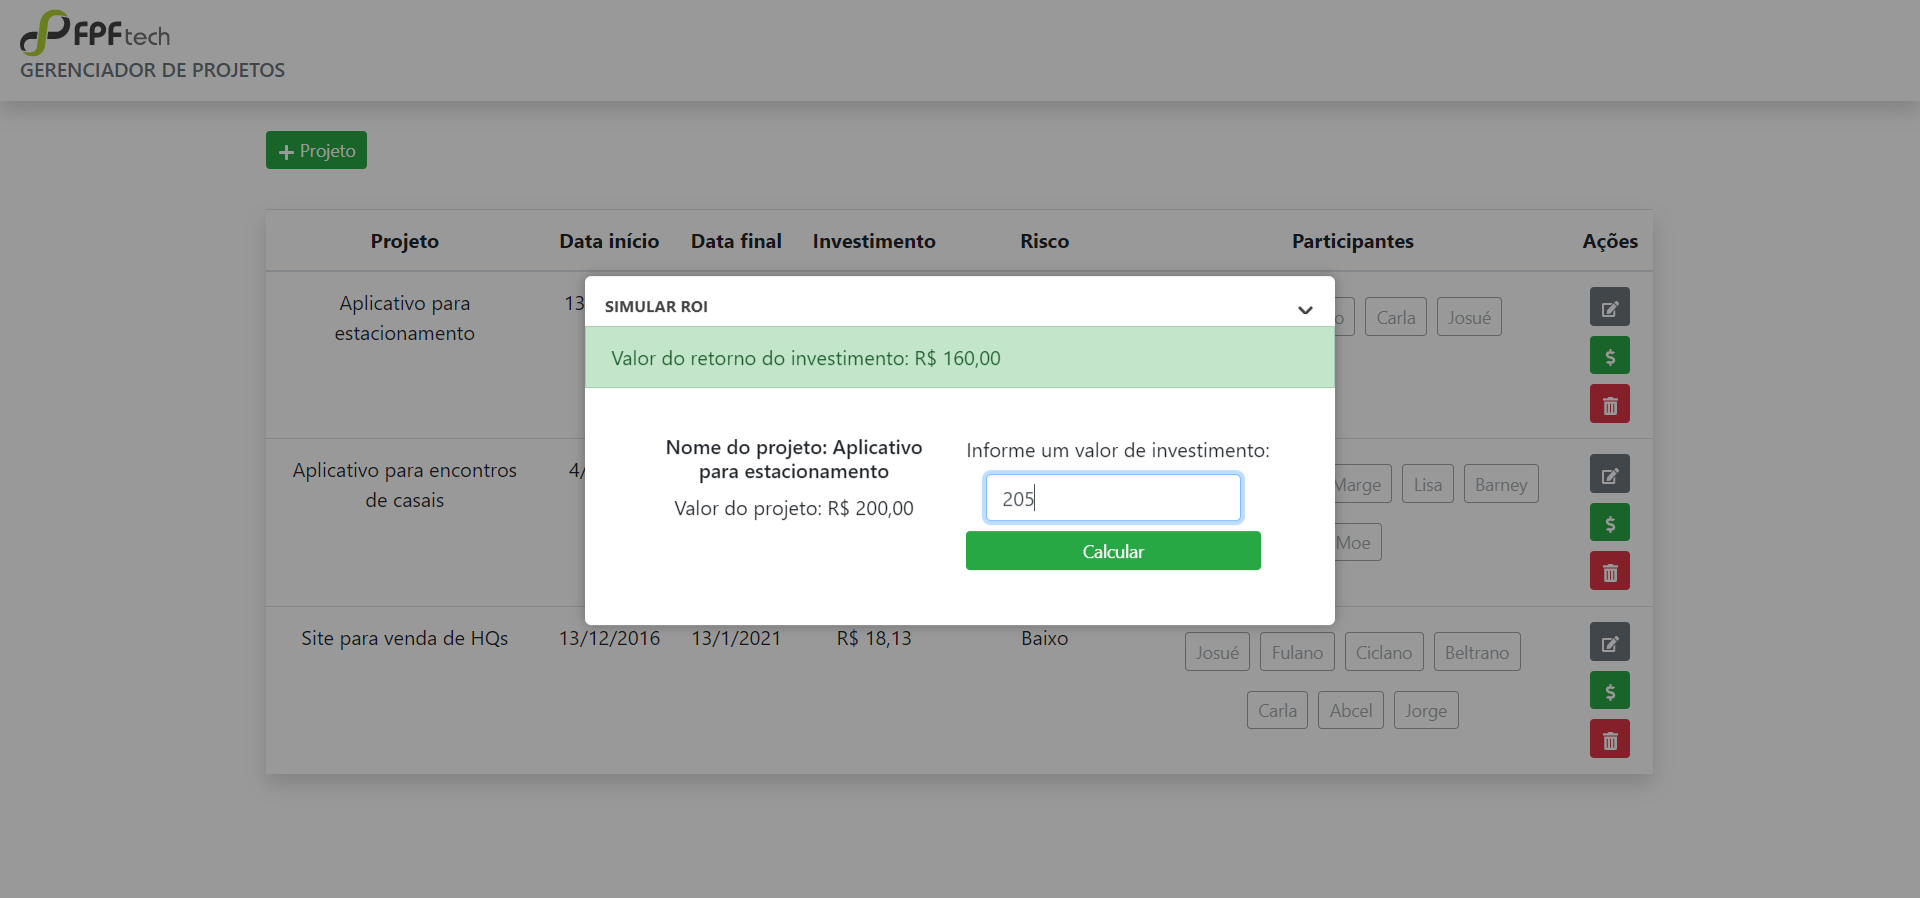 FPFtech
GERENCIADOR DE PROJETOS
Projeto
Projeto Data início Data final Investimento Risco Participantes Ações
Aplicativo para
estacionamento
13
Carla Josué
SIMULAR ROI
Valor do retorno do investimento: R$ 160,00
Nome do projeto: Aplicativo
para estacionamento
Valor do projeto: R$ 200,00
Informe um valor de investimento:
205
Calcular
Aplicativo para encontros
de casais
4/
Marge Lisa Barney
Moe
Site para venda de HQs 13/12/2016 13/1/2021 R$ 18,13 Baixo
Josué Fulano Ciclano Beltrano
Carla Abcel Jorge